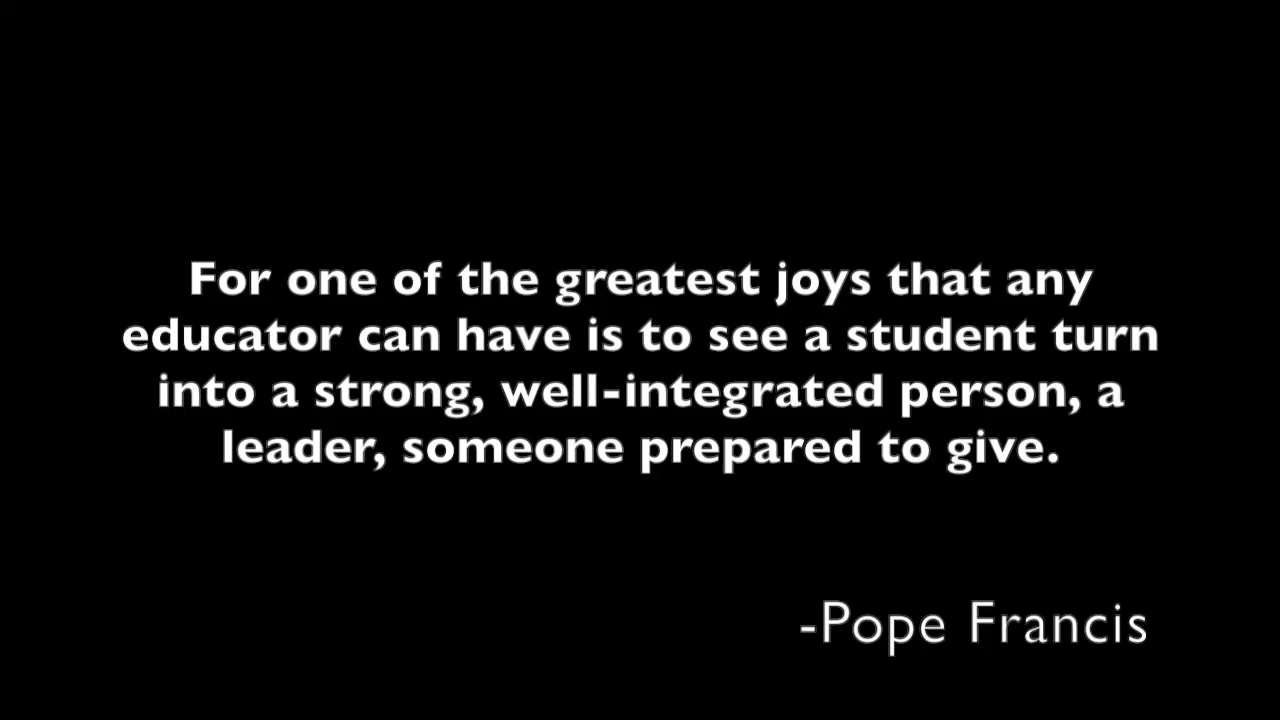 For one of the greatest joys that any
educator can have is to see a student turn
into a strong, well-integrated person, a
leader, someone prepared to give.
-Pope Francis